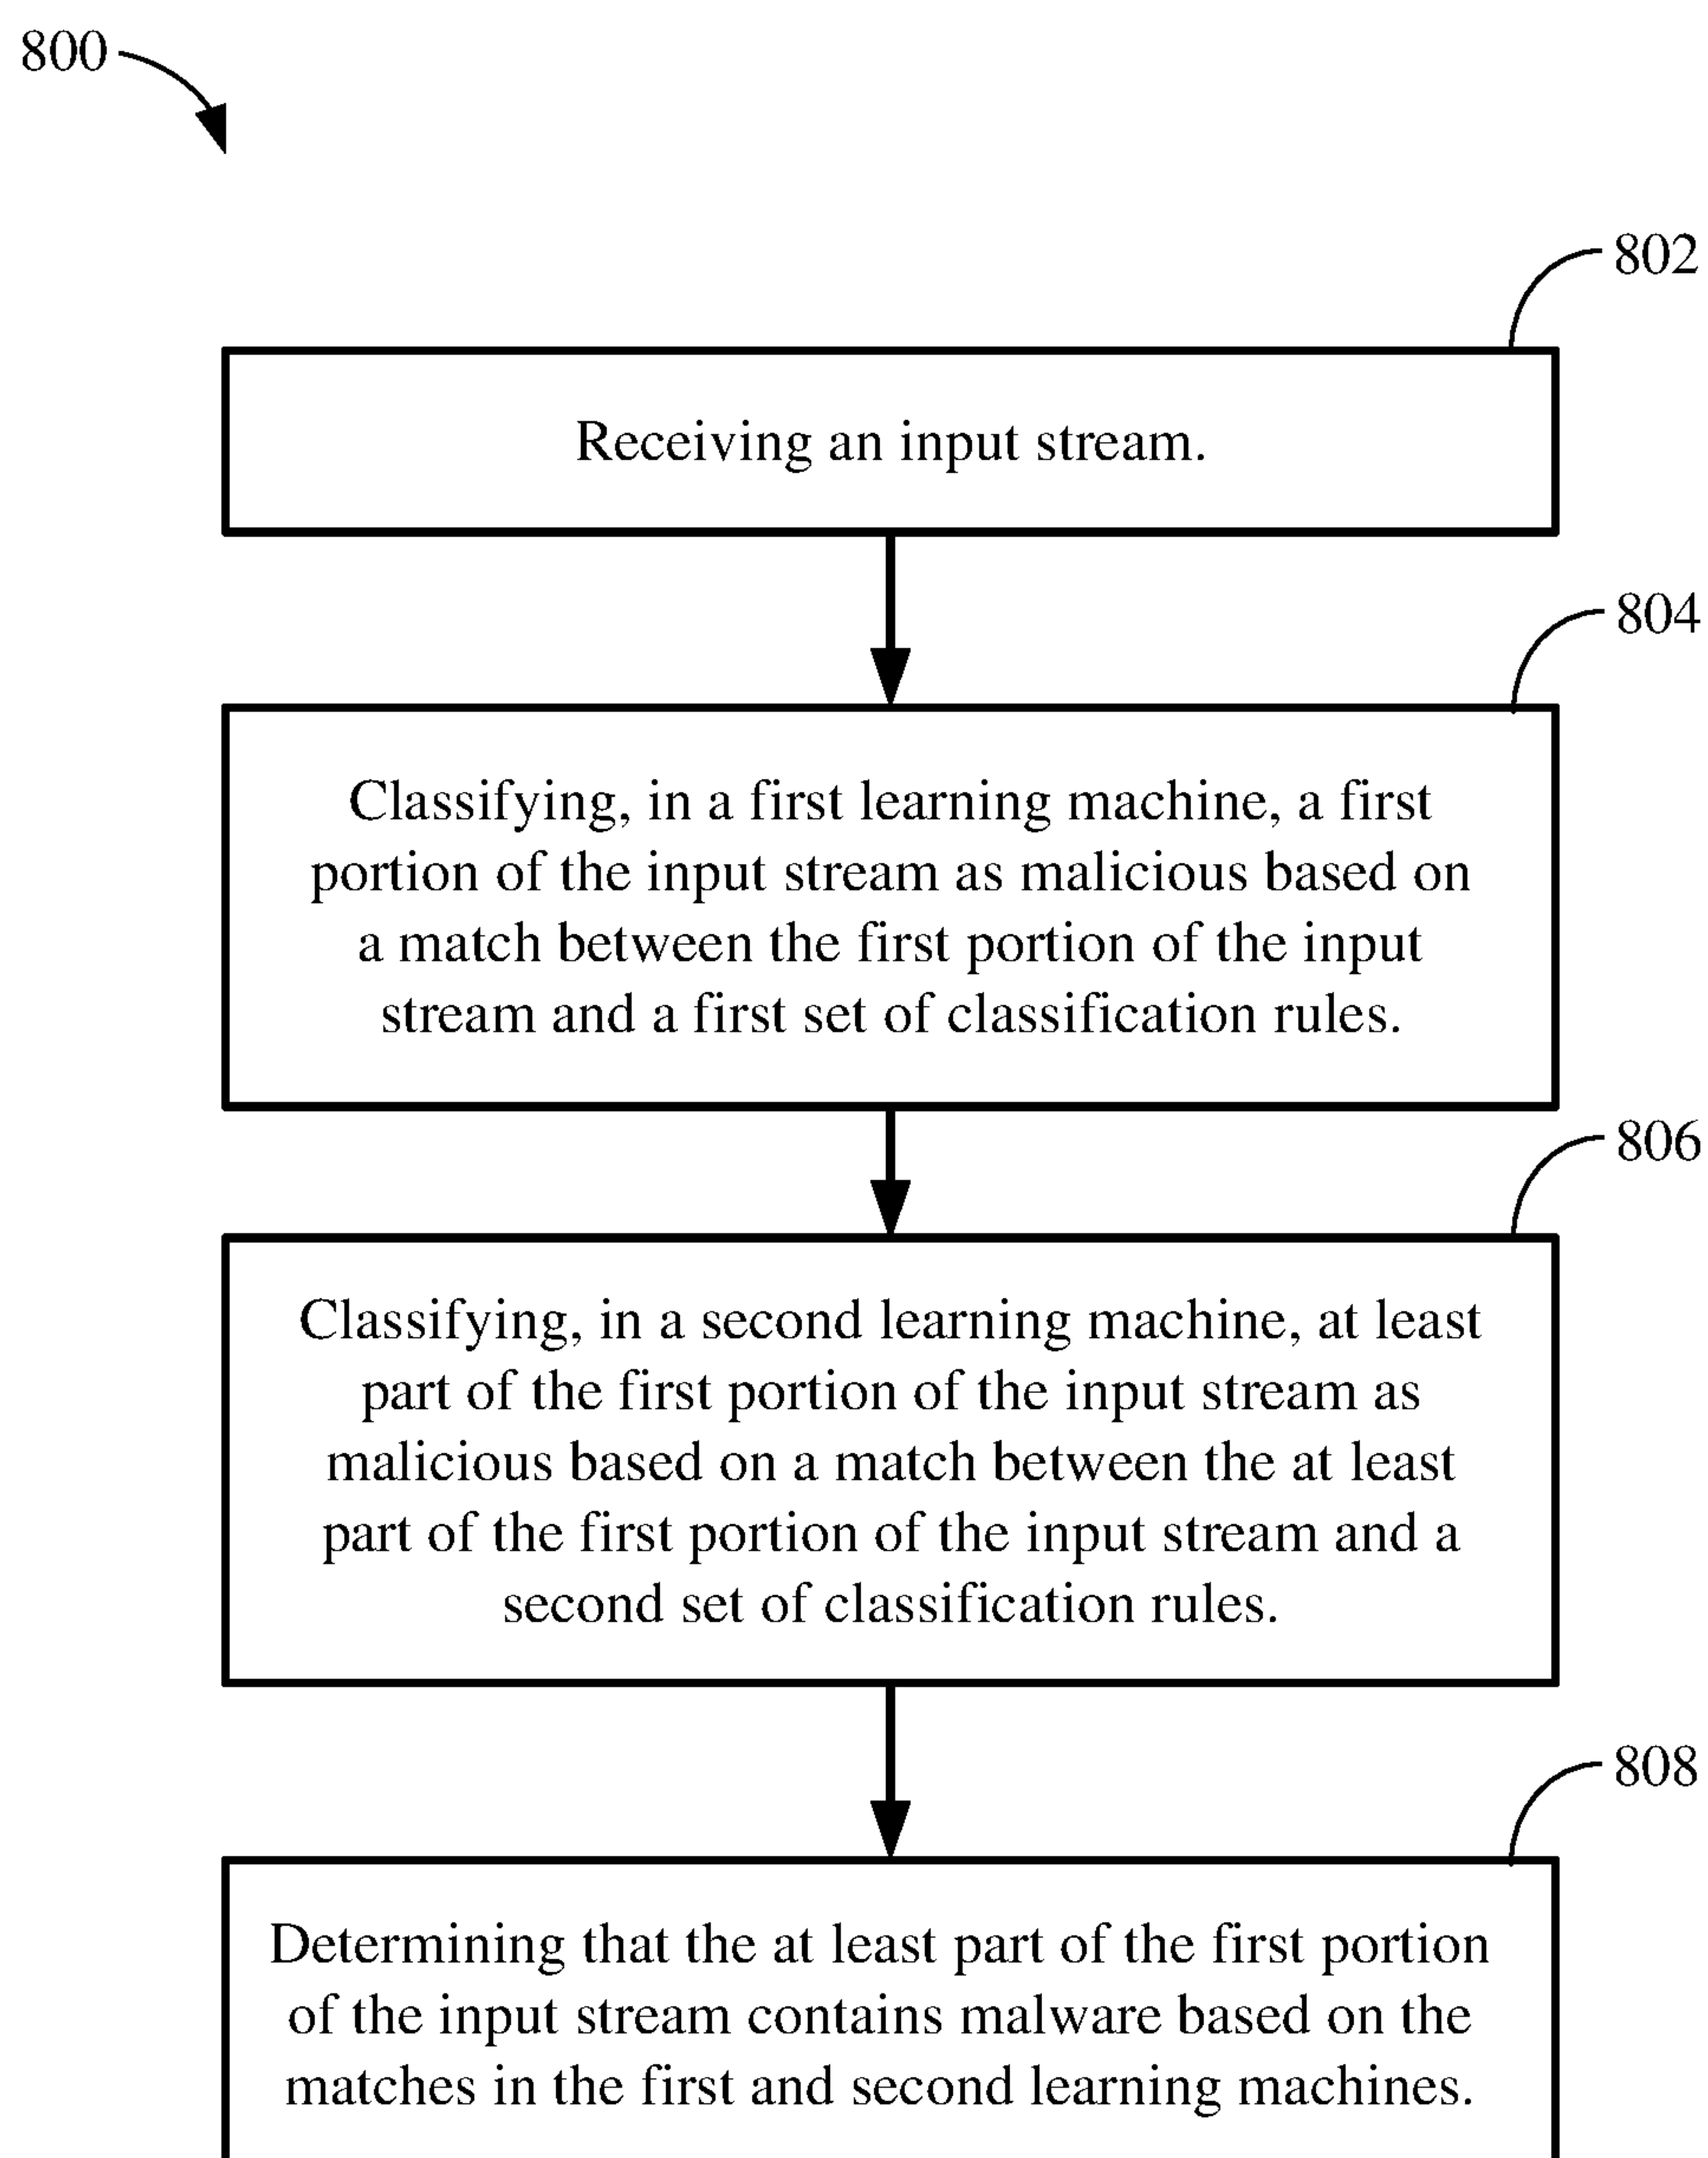 800
802
Receiving an input stream.
804
Classifying, in a first learning machine, a first
portion of the input stream as malicious based on
a match between the first portion of the input
stream and a first set of classification rules.
806
Classifying, in a second learning machine, at least
part of the first portion of the input stream as
malicious based on a match between the at least
part of the first portion of the input stream and a
second set of classification rules.
808
Determining that the at least part of the first portion
of the input stream contains malware based on the
matches in the first and second learning machines.